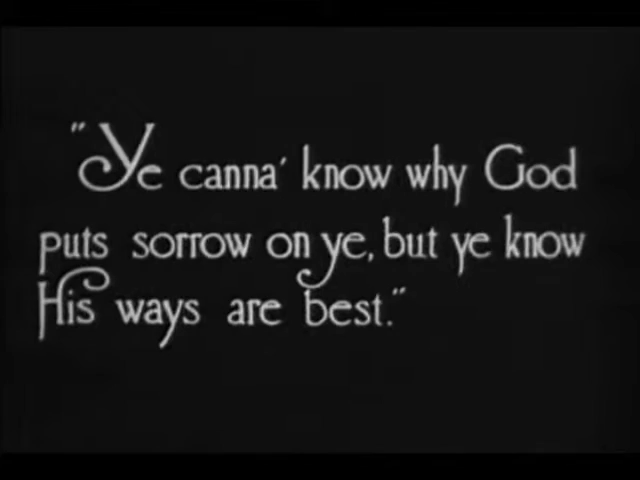 "Ye canna' know why God
puts sorrow on ye, but ye know
His ways are best."